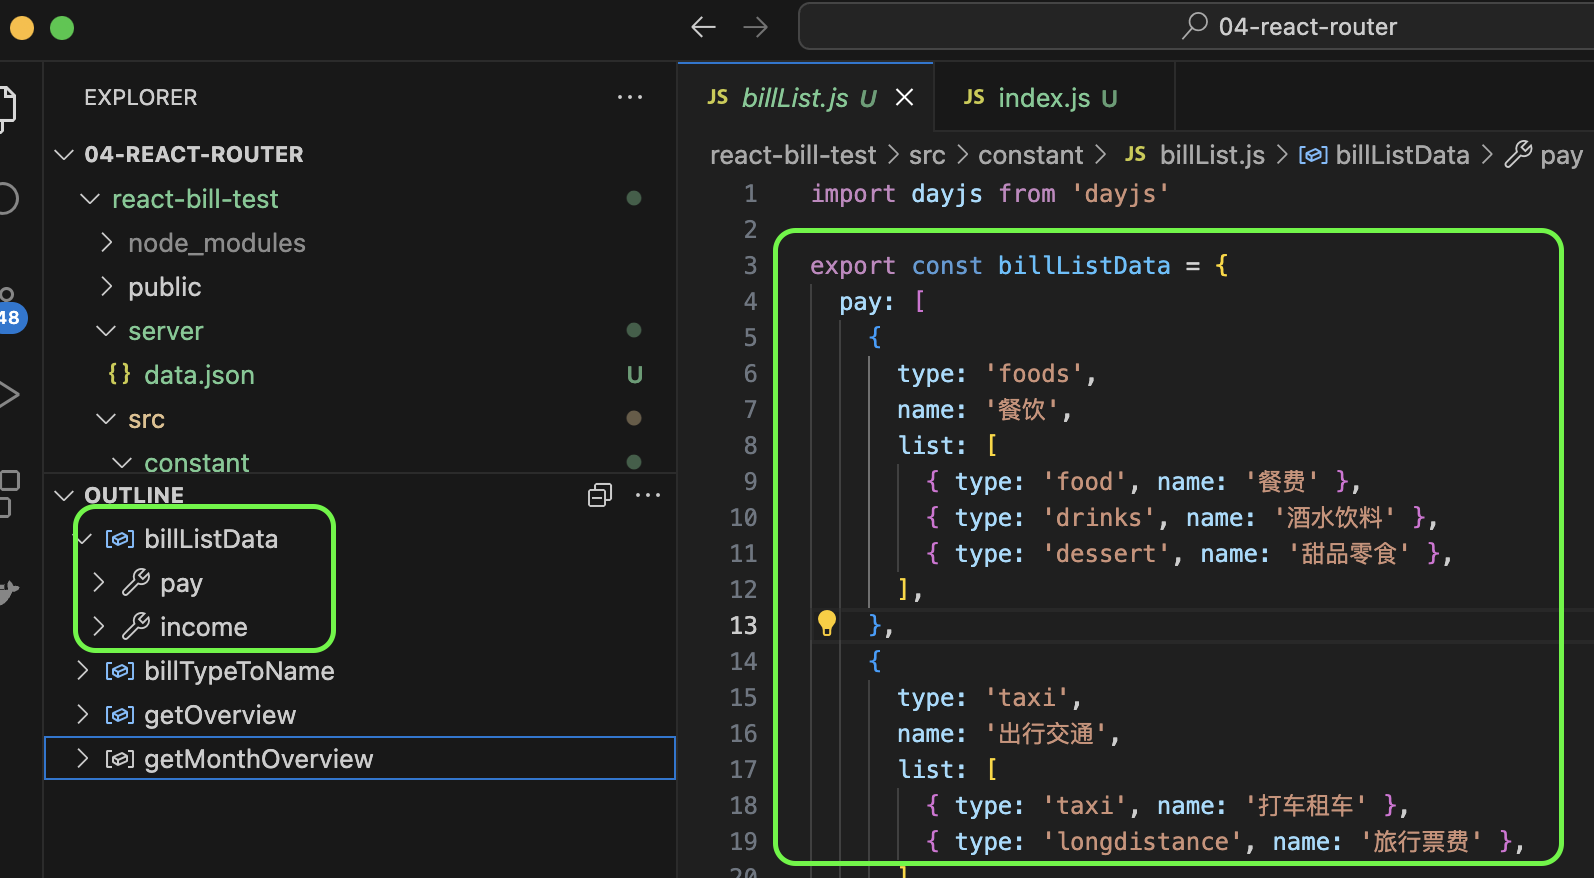 04-react-router
EXPLORER
04-REACT-ROUTER
react-bill-test
node_modules
public
48
server
{} data.json U
src
constant
OUTLINE
billListData
pay
income
billTypeToName
getOverview
getMonthOverview
JS billList.js U
JS index.js U
react-bill-test > src > constant > JS billList.js > billListData > pay
1 import dayjs from 'dayjs'
2
3 export const billListData = {
4 pay: [
5 {
6 type: 'foods',
7 name: '餐饮',
8 list: [
9 { type: 'food', name: '餐费' },
10 { type: 'drinks', name: '酒水饮料' },
11 { type: 'dessert', name: '甜品零食' },
12 ],
13 },
14 {
15 type: 'taxi',
16 name: '出行交通',
17 list: [
18 { type: 'taxi', name: '打车租车' },
19 { type: 'longdistance', name: '旅行票费' },
20 ]